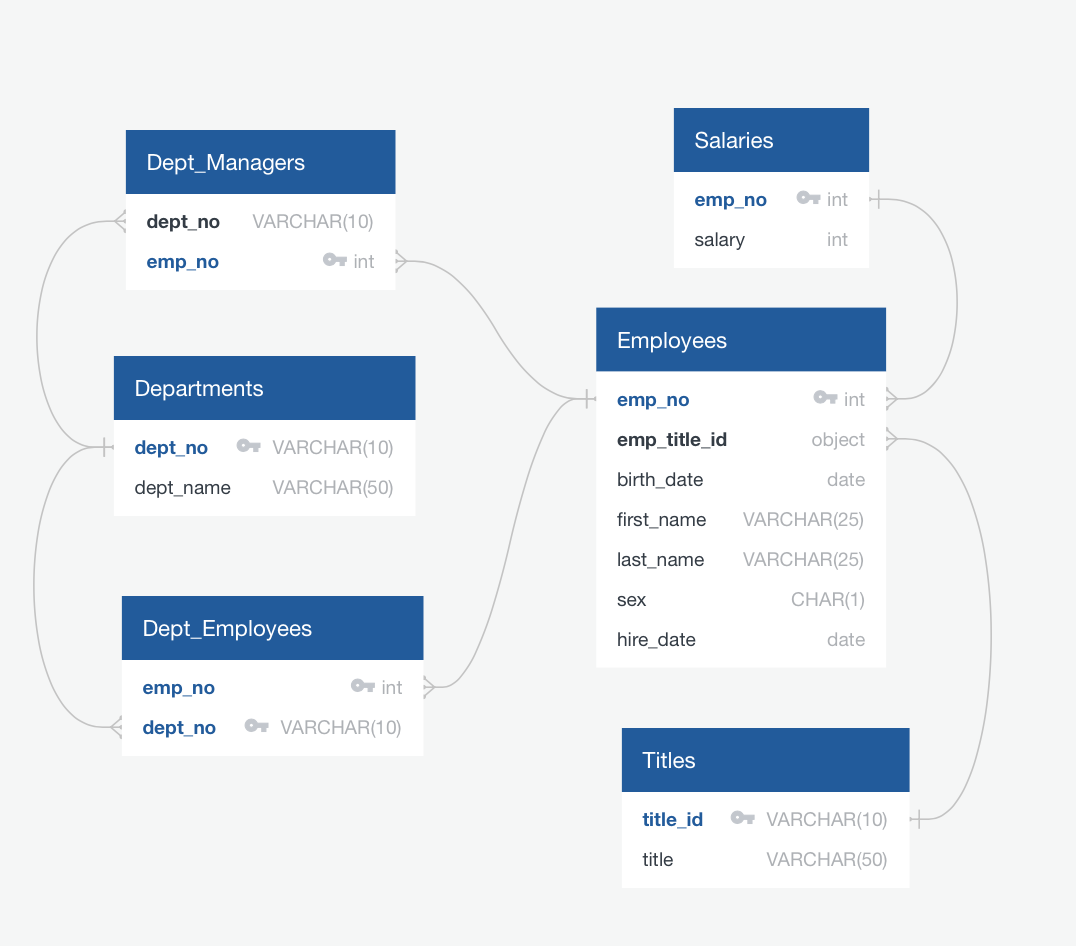 Dept_Managers
dept_no VARCHAR(10)
emp_no int
Departments
dept_no VARCHAR(10)
dept_name VARCHAR(50)
Dept_Employees
emp_no int
dept_no VARCHAR(10)
Salaries
emp_no int
salary int
Employees
emp_no int
emp_title_id object
birth_date date
first_name VARCHAR(25)
last_name VARCHAR(25)
sex CHAR(1)
hire_date date
Titles
title_id VARCHAR(10)
title VARCHAR(50)